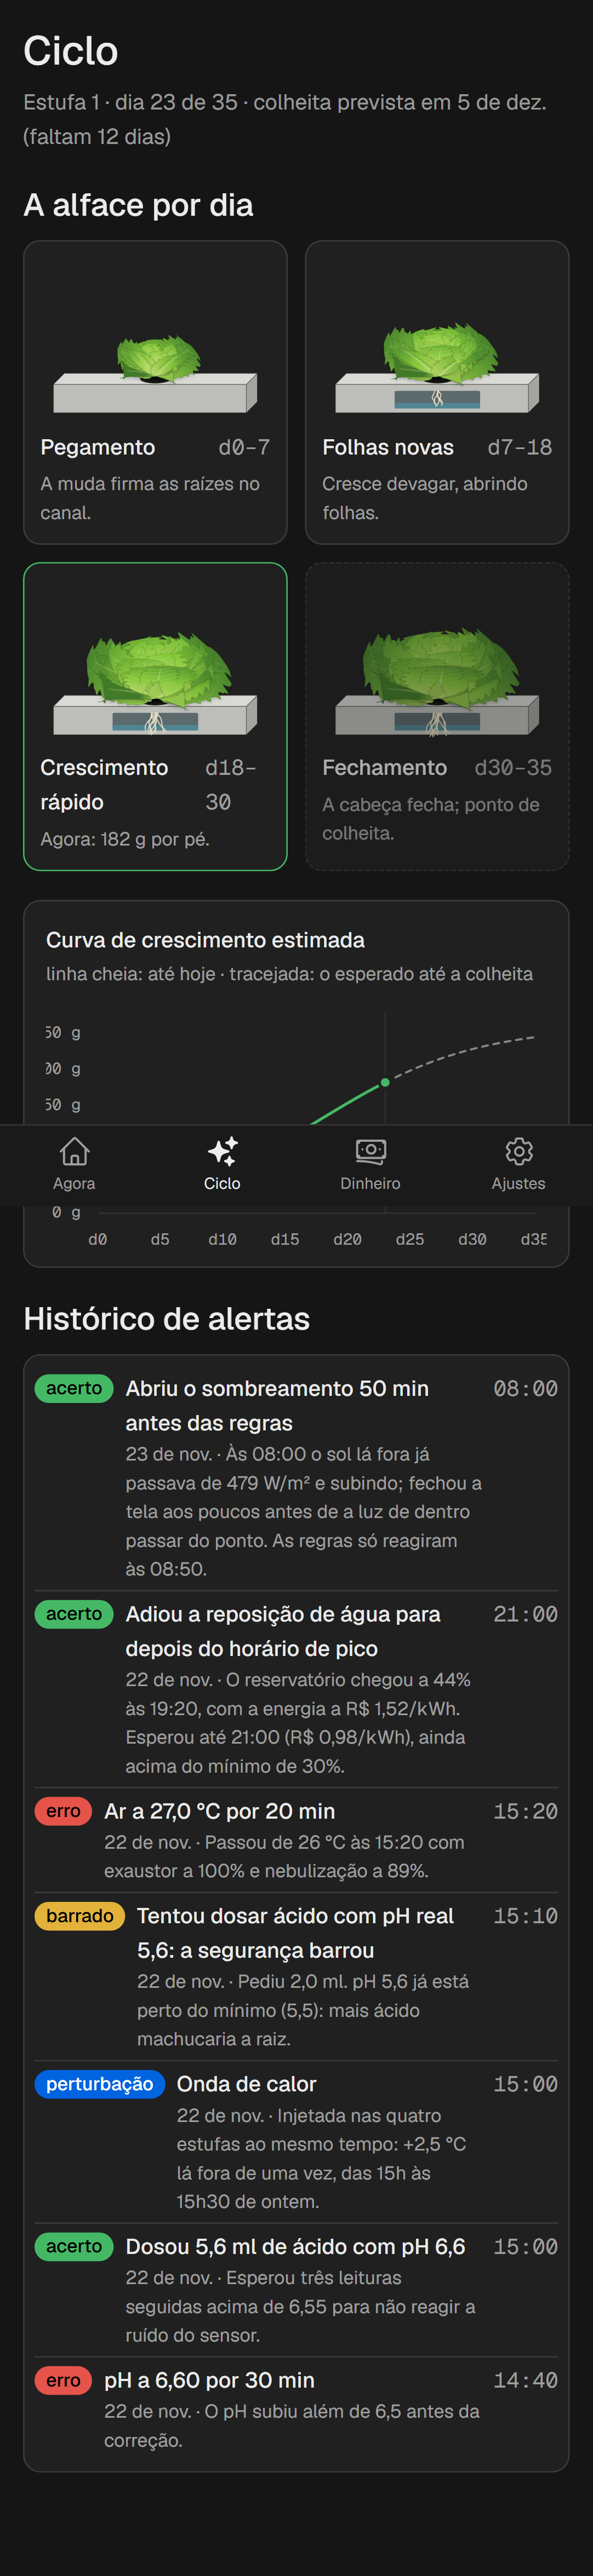 Ciclo
Estufa 1 · dia 23 de 35 · colheita prevista em 5 de dez.
(faltam 12 dias)
A alface por dia
Pegamento d0–7
A muda firma as raízes no
canal.
Folhas novas d7–18
Cresce devagar, abrindo
folhas.
Crescimento d18–
rápido 30
Agora: 182 g por pé.
Fechamento d30–35
A cabeça fecha; ponto de
colheita.
Curva de crescimento estimada
linha cheia: até hoje · tracejada: o esperado até a colheita
50 g
00 g
50 g
Agora Ciclo Dinheiro Ajustes
0 g
d0 d5 d10 d15 d20 d25 d30 d35
Histórico de alertas
acerto Abriu o sombreamento 50 min 08:00
antes das regras
23 de nov. · Às 08:00 o sol lá fora já
passava de 479 W/m² e subindo; fechou a
tela aos poucos antes de a luz de dentro
passar do ponto. As regras só reagiram
às 08:50.
acerto Adiou a reposição de água para 21:00
depois do horário de pico
22 de nov. · O reservatório chegou a 44%
às 19:20, com a energia a R$ 1,52/kWh.
Esperou até 21:00 (R$ 0,98/kWh), ainda
acima do mínimo de 30%.
erro Ar a 27,0 °C por 20 min 15:20
22 de nov. · Passou de 26 °C às 15:20 com
exaustor a 100% e nebulização a 89%.
barrado Tentou dosar ácido com pH real 15:10
5,6: a segurança barrou
22 de nov. · Pediu 2,0 ml. pH 5,6 já está
perto do mínimo (5,5): mais ácido
machucaria a raiz.
perturbação Onda de calor 15:00
22 de nov. · Injetada nas quatro
estufas ao mesmo tempo: +2,5 °C
lá fora de uma vez, das 15h às
15h30 de ontem.
acerto Dosou 5,6 ml de ácido com pH 6,6 15:00
22 de nov. · Esperou três leituras
seguidas acima de 6,55 para não reagir a
ruído do sensor.
erro pH a 6,60 por 30 min 14:40
22 de nov. · O pH subiu além de 6,5 antes da
correção.